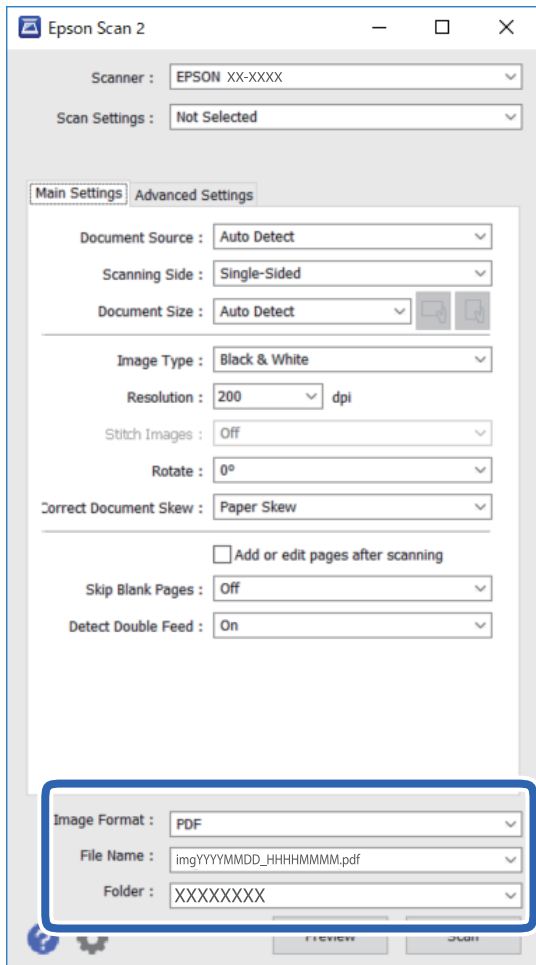 Epson Scan 2
Scanner : EPSON XX-XXXX
Scan Settings : Not Selected
Main Settings Advanced Settings
Document Source : Auto Detect
Scanning Side : Single-Sided
Document Size : Auto Detect
Image Type : Black & White
Resolution : 200 dpi
Stitch Images : Off
Rotate : 0º
Correct Document Skew : Paper Skew
Add or edit pages after scanning
Skip Blank Pages : Off
Detect Double Feed : On
Image Format : PDF
File Name : imgYYYYMMDD_HHHHMMMM.pdf
Folder : XXXXXXXX
? Preview Scan